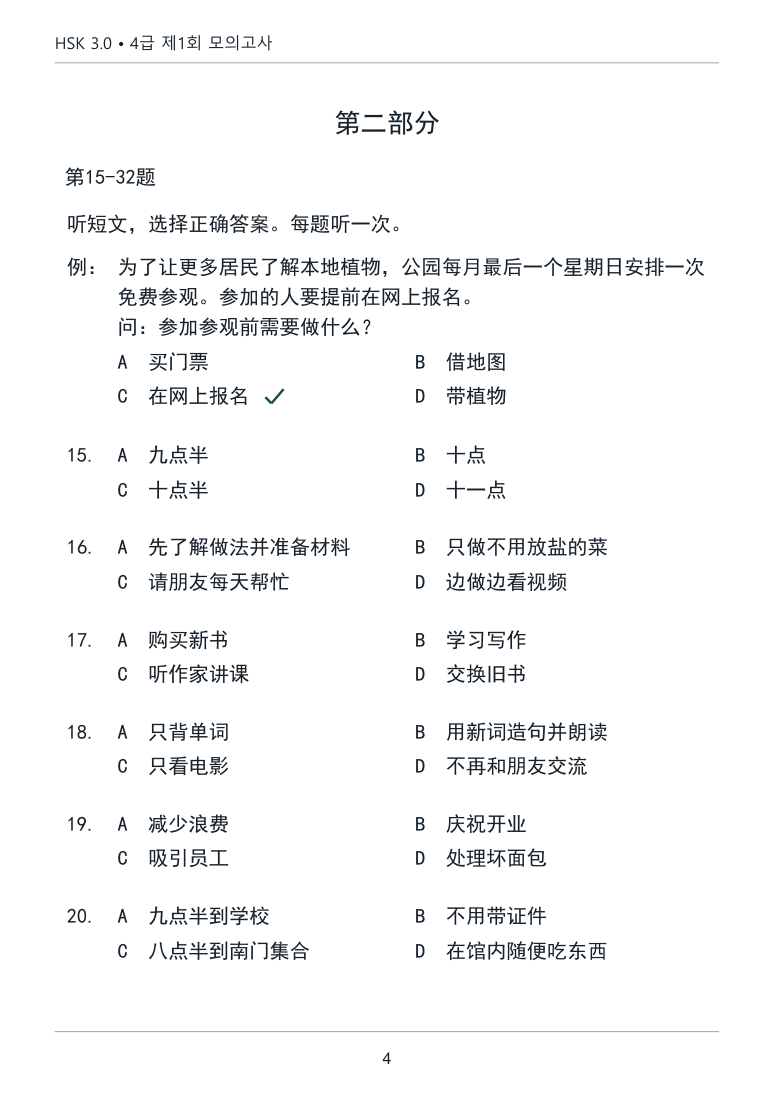 HSK 3.0 • 4급 제1회 모의고사
第二部分
第15-32题
听短文，选择正确答案。每题听一次。
例： 为了让更多居民了解本地植物，公园每月最后一个星期日安排一次
免费参观。参加的人要提前在网上报名。
问：参加参观前需要做什么？
A 买门票 B 借地图
C 在网上报名 ✓ D 带植物
15. A 九点半 B 十点
C 十点半 D 十一点
16. A 先了解做法并准备材料 B 只做不用放盐的菜
C 请朋友每天帮忙 D 边做边看视频
17. A 购买新书 B 学习写作
C 听作家讲课 D 交换旧书
18. A 只背单词 B 用新词造句并朗读
C 只看电影 D 不再和朋友交流
19. A 减少浪费 B 庆祝开业
C 吸引员工 D 处理坏面包
20. A 九点半到学校 B 不用带证件
C 八点半到南门集合 D 在馆内随便吃东西
4